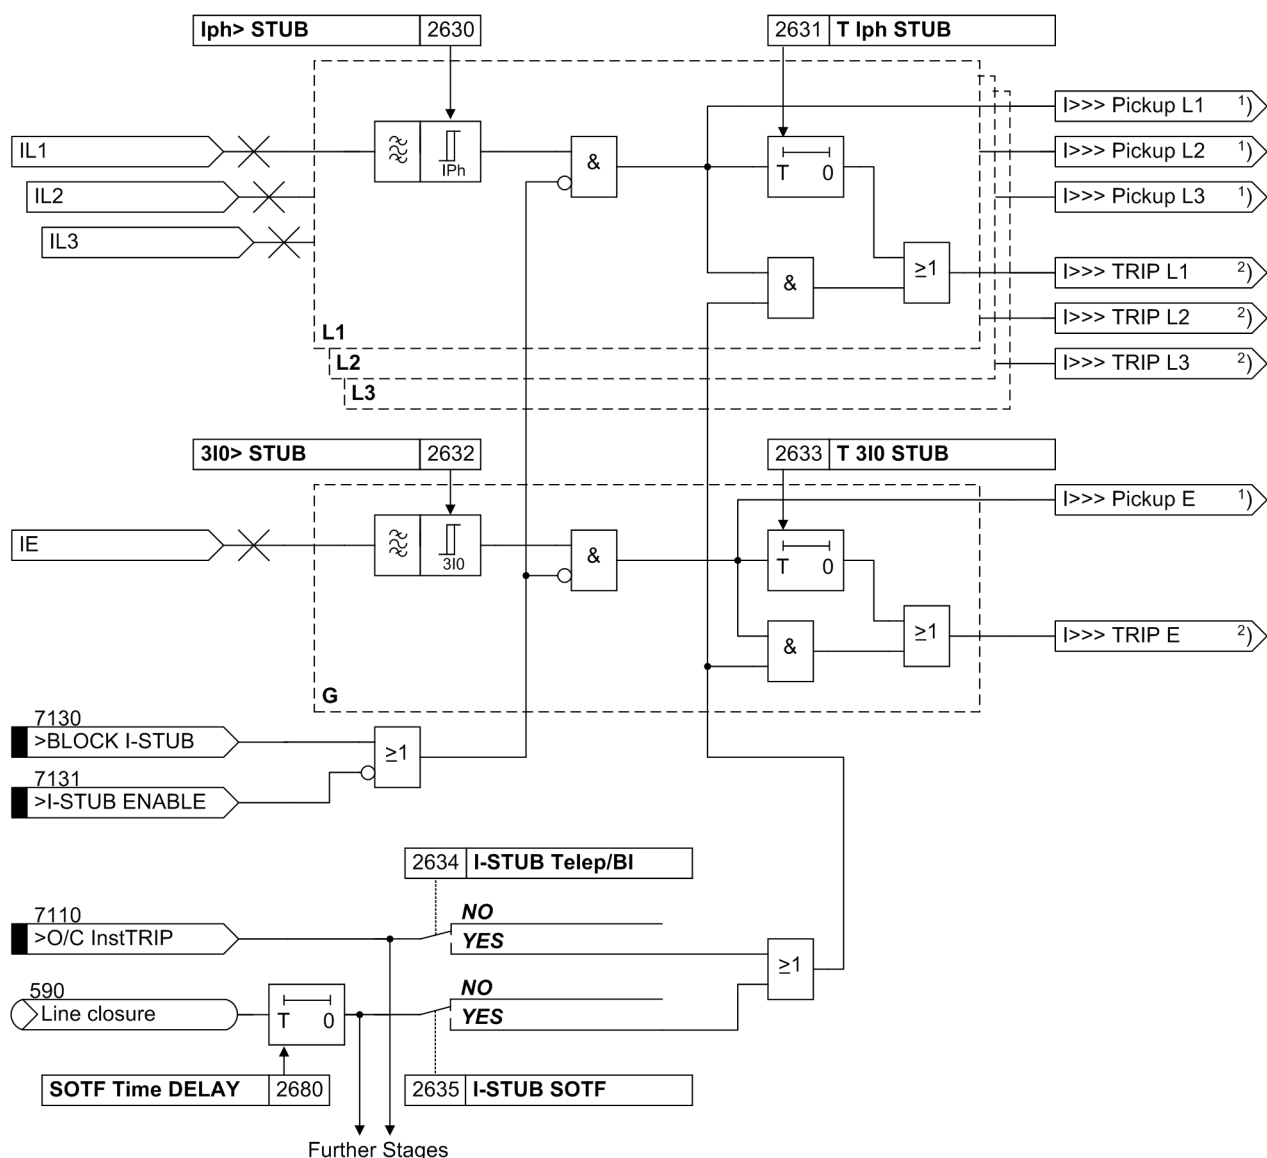 Iph> STUB 2630
2631 T Iph STUB
I>>> Pickup L1 1)
IL1
IPh
&
T 0
I>>> Pickup L2 1)
IL2
I>>> Pickup L3 1)
IL3
&
≥1
I>>> TRIP L1 2)
I>>> TRIP L2 2)
L1
L2
I>>> TRIP L3 2)
L3
3I0> STUB 2632
2633 T 3I0 STUB
I>>> Pickup E 1)
IE
3I0
&
T 0
&
≥1
I>>> TRIP E 2)
G
7130
>BLOCK I-STUB
≥1
7131
>I-STUB ENABLE
2634 I-STUB Telep/BI
7110
>O/C InstTRIP
NO
YES
≥1
590
Line closure
T 0
NO
YES
SOTF Time DELAY 2680
2635 I-STUB SOTF
Further Stages